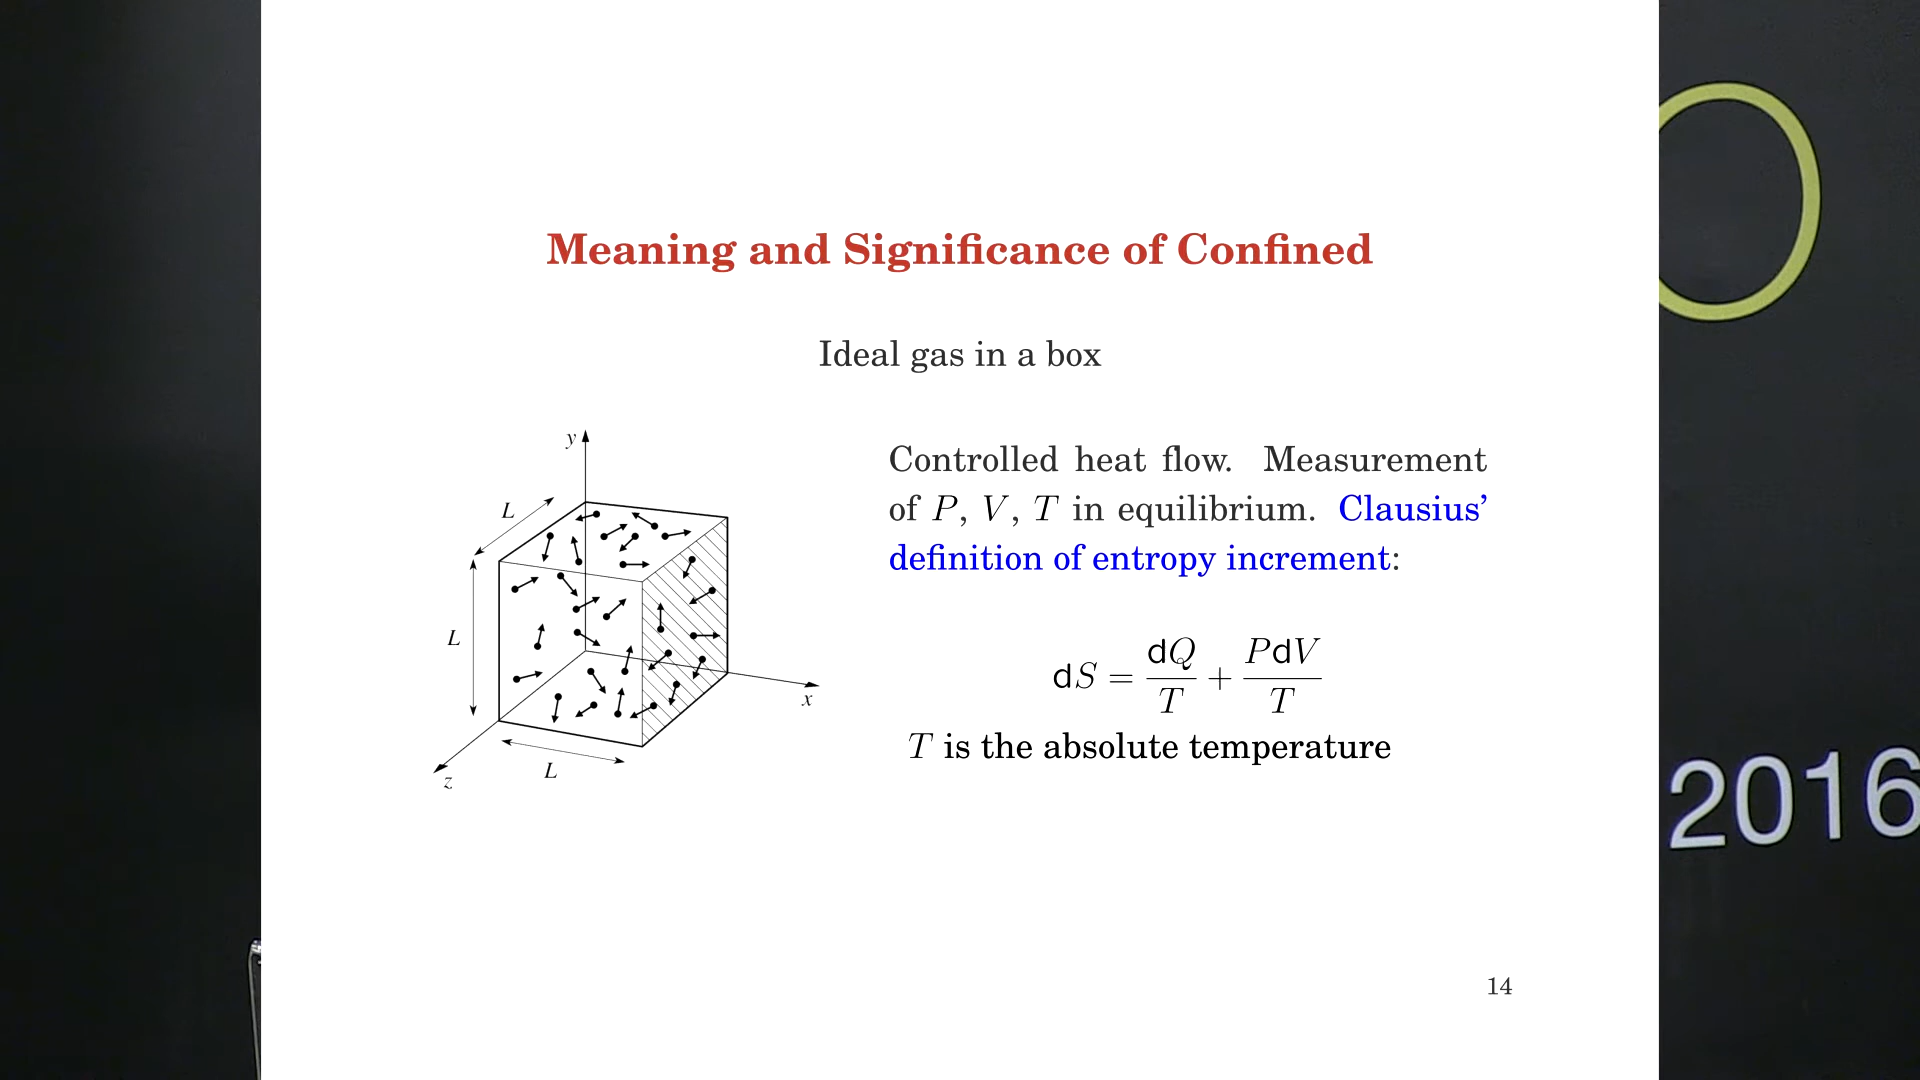 Meaning and Significance of Confined
Ideal gas in a box
y
L
L
L
x
z
Controlled heat flow. Measurement
of P, V, T in equilibrium. Clausius’
definition of entropy increment:
dS = dQ/T + PdV/T
T is the absolute temperature
14
2016